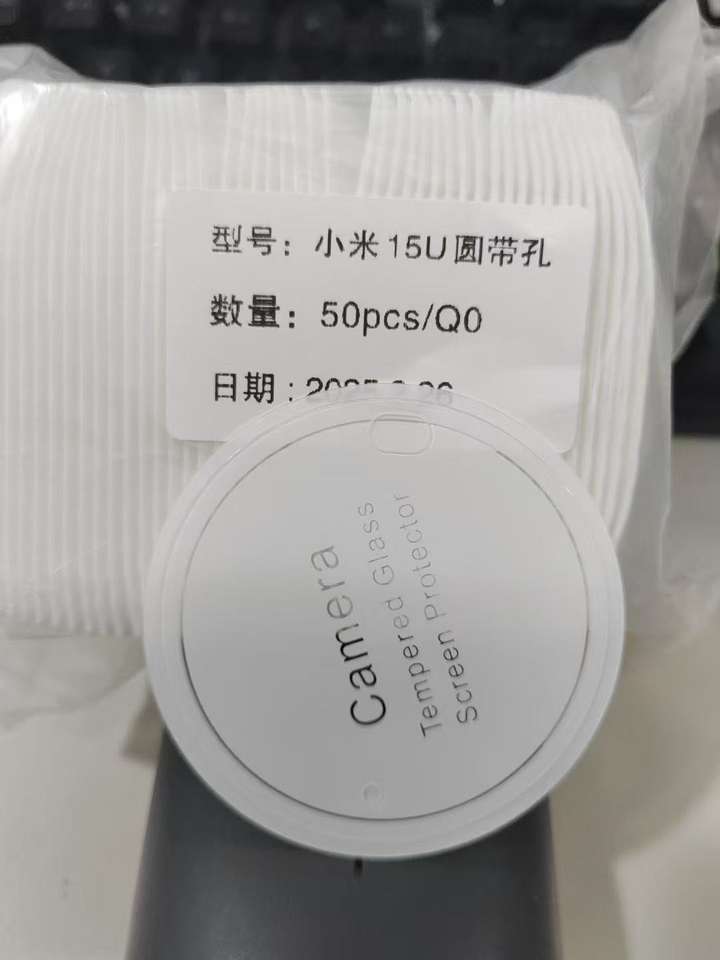 型号：小米15U圆带孔
数量：50pcs/Q0
日期：
Camera
Tempered Glass
Screen Protector